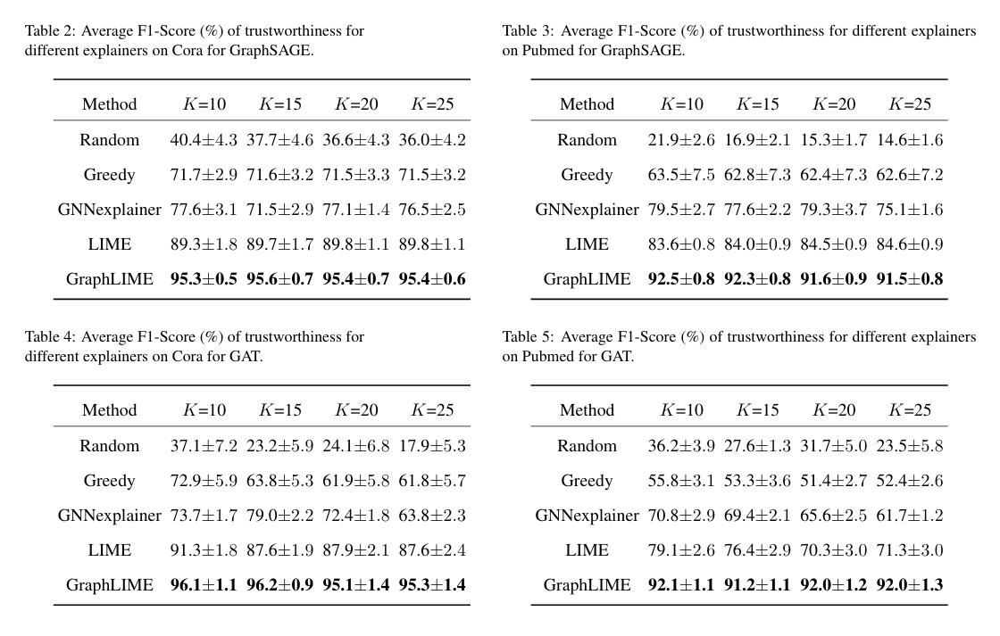 Table 2: Average F1-Score (%) of trustworthiness for
different explainers on Cora for GraphSAGE.
Method K=10 K=15 K=20 K=25
Random 40.4±4.3 37.7±4.6 36.6±4.3 36.0±4.2
Greedy 71.7±2.9 71.6±3.2 71.5±3.3 71.5±3.2
GNNexplainer 77.6±3.1 71.5±2.9 77.1±1.4 76.5±2.5
LIME 89.3±1.8 89.7±1.7 89.8±1.1 89.8±1.1
GraphLIME 95.3±0.5 95.6±0.7 95.4±0.7 95.4±0.6
Table 3: Average F1-Score (%) of trustworthiness for different explainers
on Pubmed for GraphSAGE.
Method K=10 K=15 K=20 K=25
Random 21.9±2.6 16.9±2.1 15.3±1.7 14.6±1.6
Greedy 63.5±7.5 62.8±7.3 62.4±7.3 62.6±7.2
GNNexplainer 79.5±2.7 77.6±2.2 79.3±3.7 75.1±1.6
LIME 83.6±0.8 84.0±0.9 84.5±0.9 84.6±0.9
GraphLIME 92.5±0.8 92.3±0.8 91.6±0.9 91.5±0.8
Table 4: Average F1-Score (%) of trustworthiness for
different explainers on Cora for GAT.
Method K=10 K=15 K=20 K=25
Random 37.1±7.2 23.2±5.9 24.1±6.8 17.9±5.3
Greedy 72.9±5.9 63.8±5.3 61.9±5.8 61.8±5.7
GNNexplainer 73.7±1.7 79.0±2.2 72.4±1.8 63.8±2.3
LIME 91.3±1.8 87.6±1.9 87.9±2.1 87.6±2.4
GraphLIME 96.1±1.1 96.2±0.9 95.1±1.4 95.3±1.4
Table 5: Average F1-Score (%) of trustworthiness for different explainers
on Pubmed for GAT.
Method K=10 K=15 K=20 K=25
Random 36.2±3.9 27.6±1.3 31.7±5.0 23.5±5.8
Greedy 55.8±3.1 53.3±3.6 51.4±2.7 52.4±2.6
GNNexplainer 70.8±2.9 69.4±2.1 65.6±2.5 61.7±1.2
LIME 79.1±2.6 76.4±2.9 70.3±3.0 71.3±3.0
GraphLIME 92.1±1.1 91.2±1.1 92.0±1.2 92.0±1.3